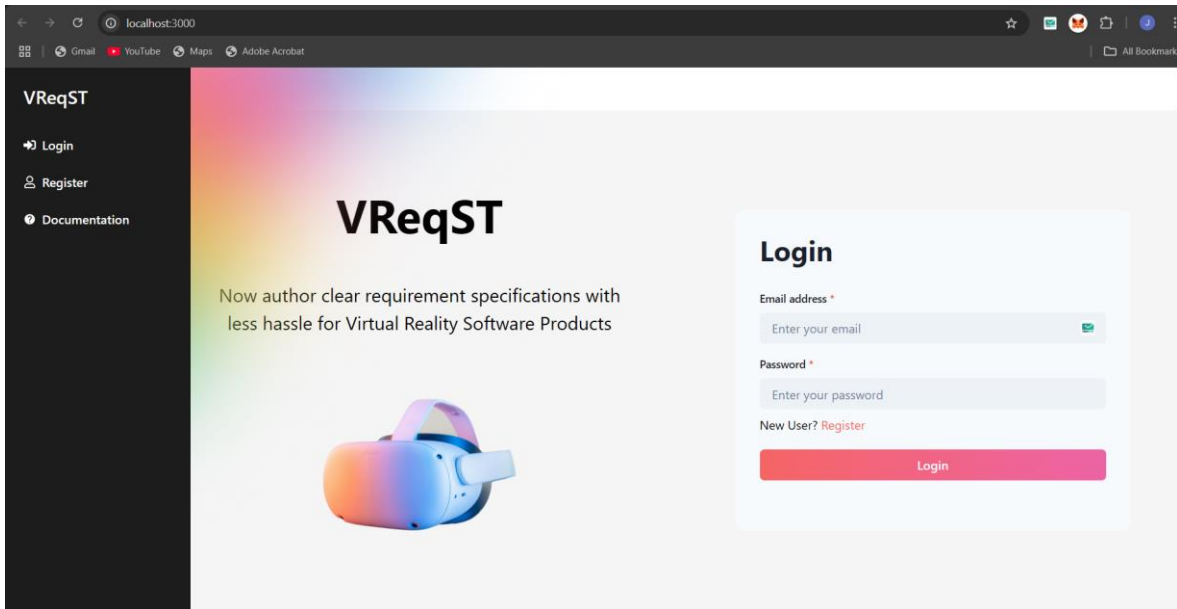 localhost:3000
J
Gmail
YouTube
Maps
Adobe Acrobat
All Bookmark
VReqST
Login
Register
Documentation
VReqST
Now author clear requirement specifications with
less hassle for Virtual Reality Software Products
Login
Email address *
Enter your email
Password *
Enter your password
New User? Register
Login